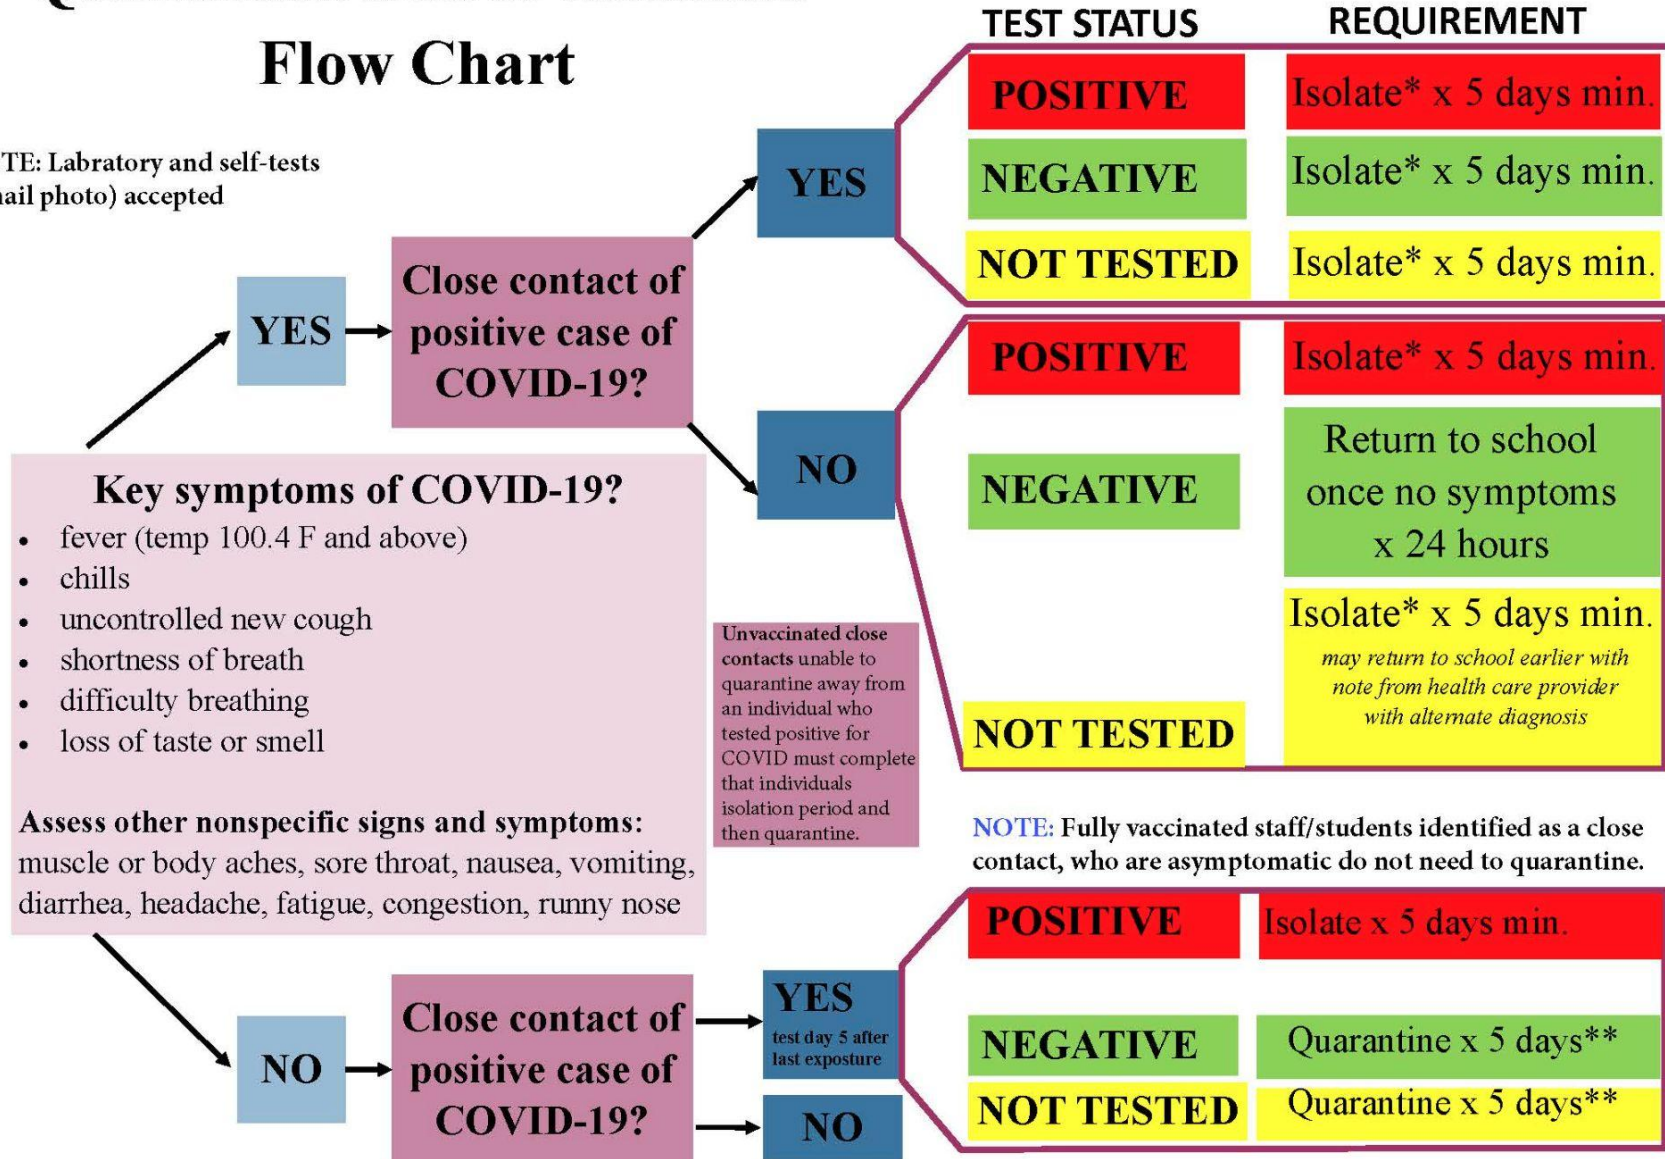 Flow Chart
TE: Labratory and self-tests
ail photo) accepted
TEST STATUS
REQUIREMENT
YES
Close contact of
positive case of
COVID-19?
YES
POSITIVE
Isolate* x 5 days min.
NEGATIVE
Isolate* x 5 days min.
NOT TESTED
Isolate* x 5 days min.
NO
POSITIVE
Isolate* x 5 days min.
NEGATIVE
Return to school
once no symptoms
x 24 hours
NOT TESTED
Isolate* x 5 days min.
may return to school earlier with
note from health care provider
with alternate diagnosis
Key symptoms of COVID-19?
• fever (temp 100.4 F and above)
• chills
• uncontrolled new cough
• shortness of breath
• difficulty breathing
• loss of taste or smell
Assess other nonspecific signs and symptoms:
muscle or body aches, sore throat, nausea, vomiting,
diarrhea, headache, fatigue, congestion, runny nose
Unvaccinated close
contacts unable to
quarantine away from
an individual who
tested positive for
COVID must complete
that individuals
isolation period and
then quarantine.
NOTE: Fully vaccinated staff/students identified as a close
contact, who are asymptomatic do not need to quarantine.
NO
Close contact of
positive case of
COVID-19?
YES
test day 5 after
last exposture
POSITIVE
Isolate x 5 days min.
NEGATIVE
Quarantine x 5 days**
NOT TESTED
Quarantine x 5 days**
NO